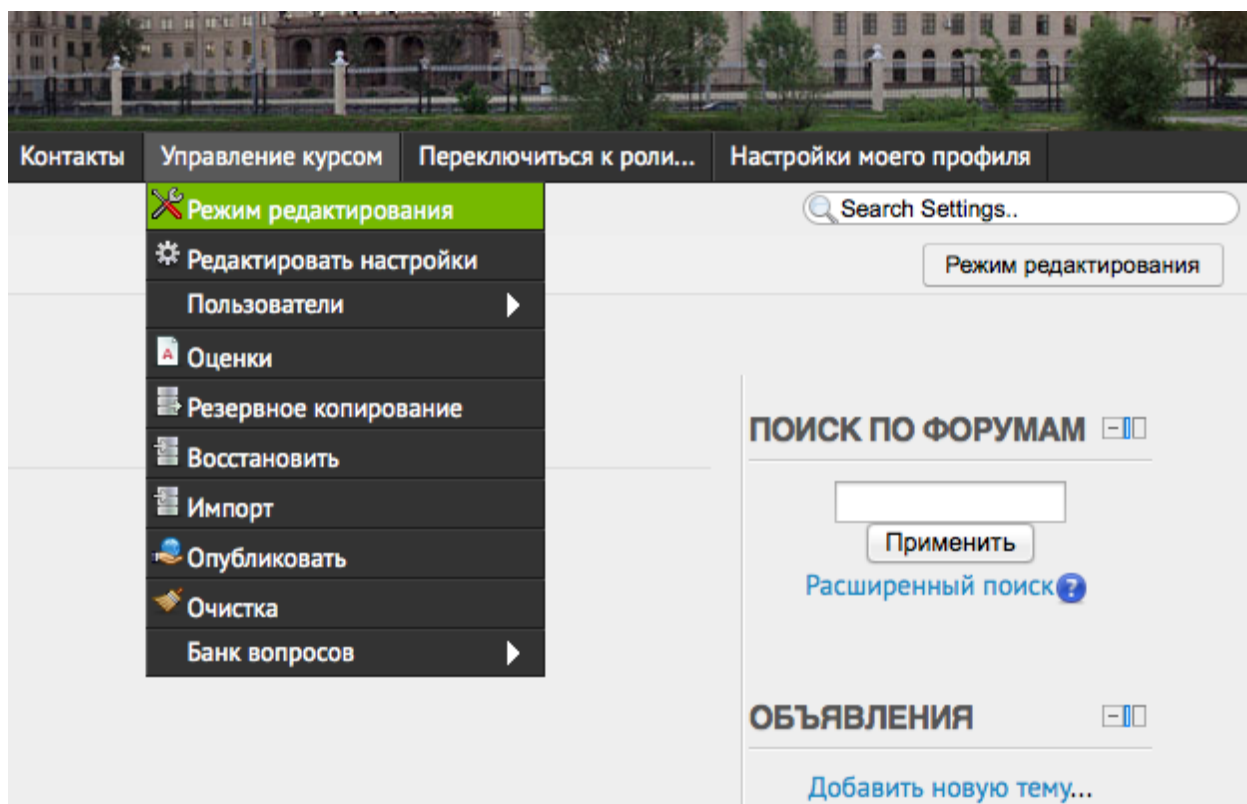 Контакты Управление курсом Переключиться к роли... Настройки моего профиля
Режим редактирования
Search Settings..
Редактировать настройки
Режим редактирования
Пользователи
Оценки
Резервное копирование
Восстановить
Импорт
Опубликовать
Очистка
Банк вопросов
ПОИСК ПО ФОРУМАМ
Применить
Расширенный поиск
ОБЪЯВЛЕНИЯ
Добавить новую тему...